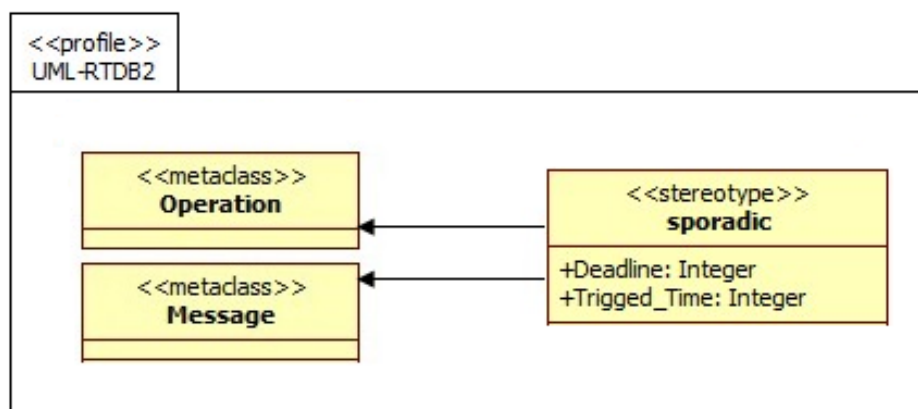 <<profile>>
UML-RTDB2
<<metaclass>>
Operation
<<metaclass>>
Message
<<stereotype>>
sporadic
+Deadline: Integer
+Trigged_Time: Integer